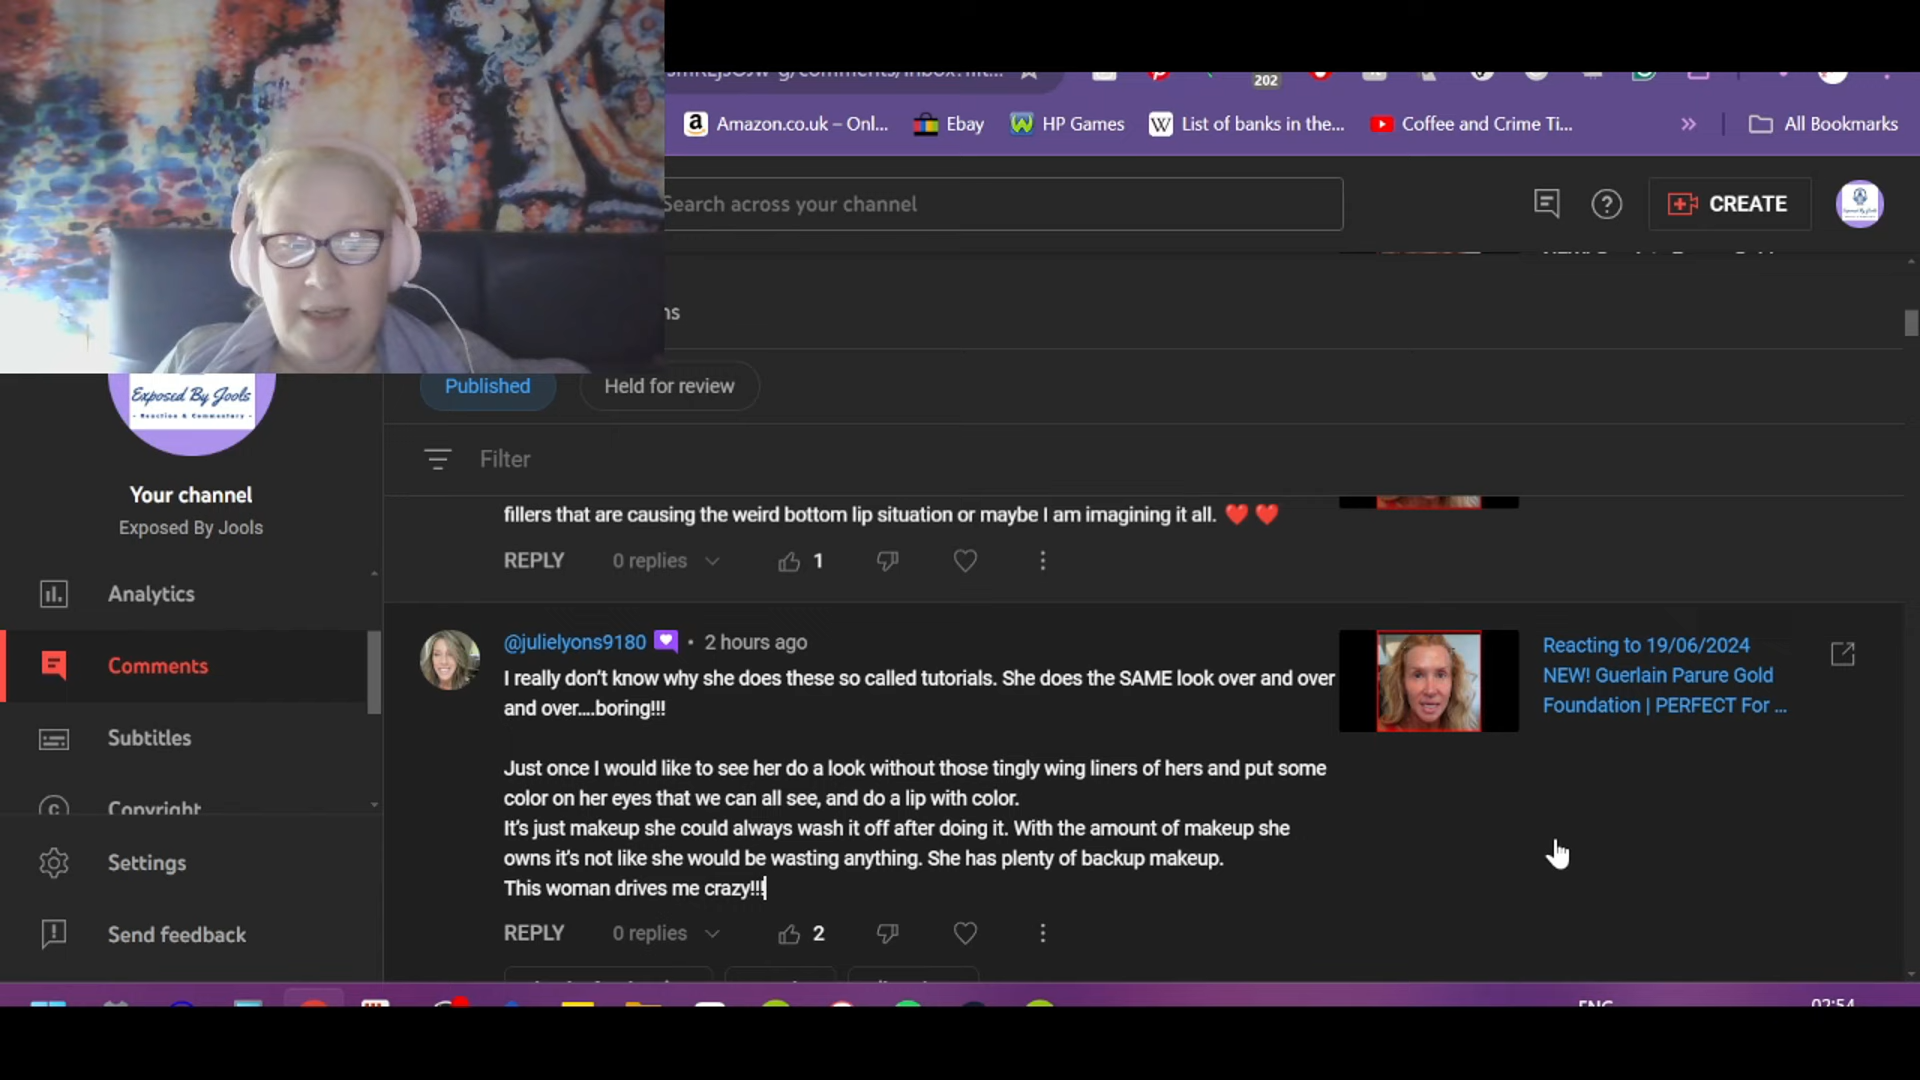 202
Amazon.co.uk – Onl...
Ebay
HP Games
List of banks in the...
Coffee and Crime Ti...
All Bookmarks
Search across your channel
CREATE
Published
Held for review
Exposed By Jools
- Reaction & Commentary -
Filter
Your channel
Exposed By Jools
fillers that are causing the weird bottom lip situation or maybe I am imagining it all. ❤️ ❤️
REPLY 0 replies 1
Analytics
Comments
Subtitles
Copyright
Settings
Send feedback
@julielyons9180 • 2 hours ago
I really don't know why she does these so called tutorials. She does the SAME look over and over
and over....boring!!!
Just once I would like to see her do a look without those tingly wing liners of hers and put some
color on her eyes that we can all see, and do a lip with color.
It's just makeup she could always wash it off after doing it. With the amount of makeup she
owns it's not like she would be wasting anything. She has plenty of backup makeup.
This woman drives me crazy!!!
REPLY 0 replies 2
Reacting to 19/06/2024
NEW! Guerlain Parure Gold
Foundation | PERFECT For ...
ENG
02:54